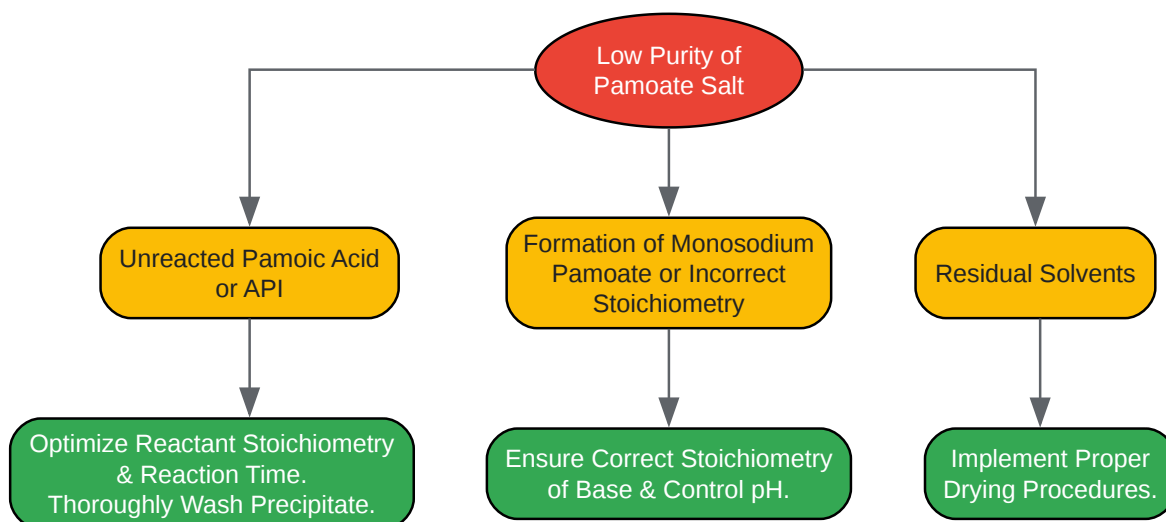 Low Purity of
Pamoate Salt
Unreacted Pamoic Acid
or API
Formation of Monosodium
Pamoate or Incorrect
Stoichiometry
Residual Solvents
Optimize Reactant Stoichiometry
& Reaction Time.
Thoroughly Wash Precipitate.
Ensure Correct Stoichiometry
of Base & Control pH.
Implement Proper
Drying Procedures.